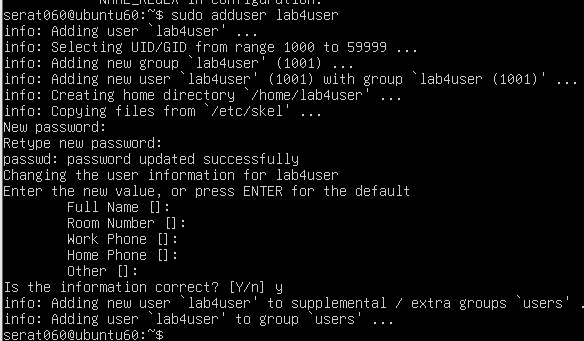 NAME_REGEX in configuration.
serat060@ubuntu60:~$ sudo adduser lab4user
info: Adding user `lab4user' ...
info: Selecting UID/GID from range 1000 to 59999 ...
info: Adding new group `lab4user' (1001) ...
info: Adding new user `lab4user' (1001) with group `lab4user (1001)' ...
info: Creating home directory `/home/lab4user' ...
info: Copying files from `/etc/skel' ...
New password:
Retype new password:
passwd: password updated successfully
Changing the user information for lab4user
Enter the new value, or press ENTER for the default
        Full Name []:
        Room Number []:
        Work Phone []:
        Home Phone []:
        Other []:
Is the information correct? [Y/n] y
info: Adding new user `lab4user' to supplemental / extra groups `users' .
info: Adding user `lab4user' to group `users' ...
serat060@ubuntu60:~$